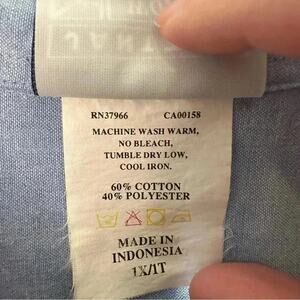 RN37966 CA00158
MACHINE WASH WARM,
NO BLEACH,
TUMBLE DRY LOW,
COOL IRON.
60% COTTON
40% POLYESTER
MADE IN
INDONESIA
1X/1T